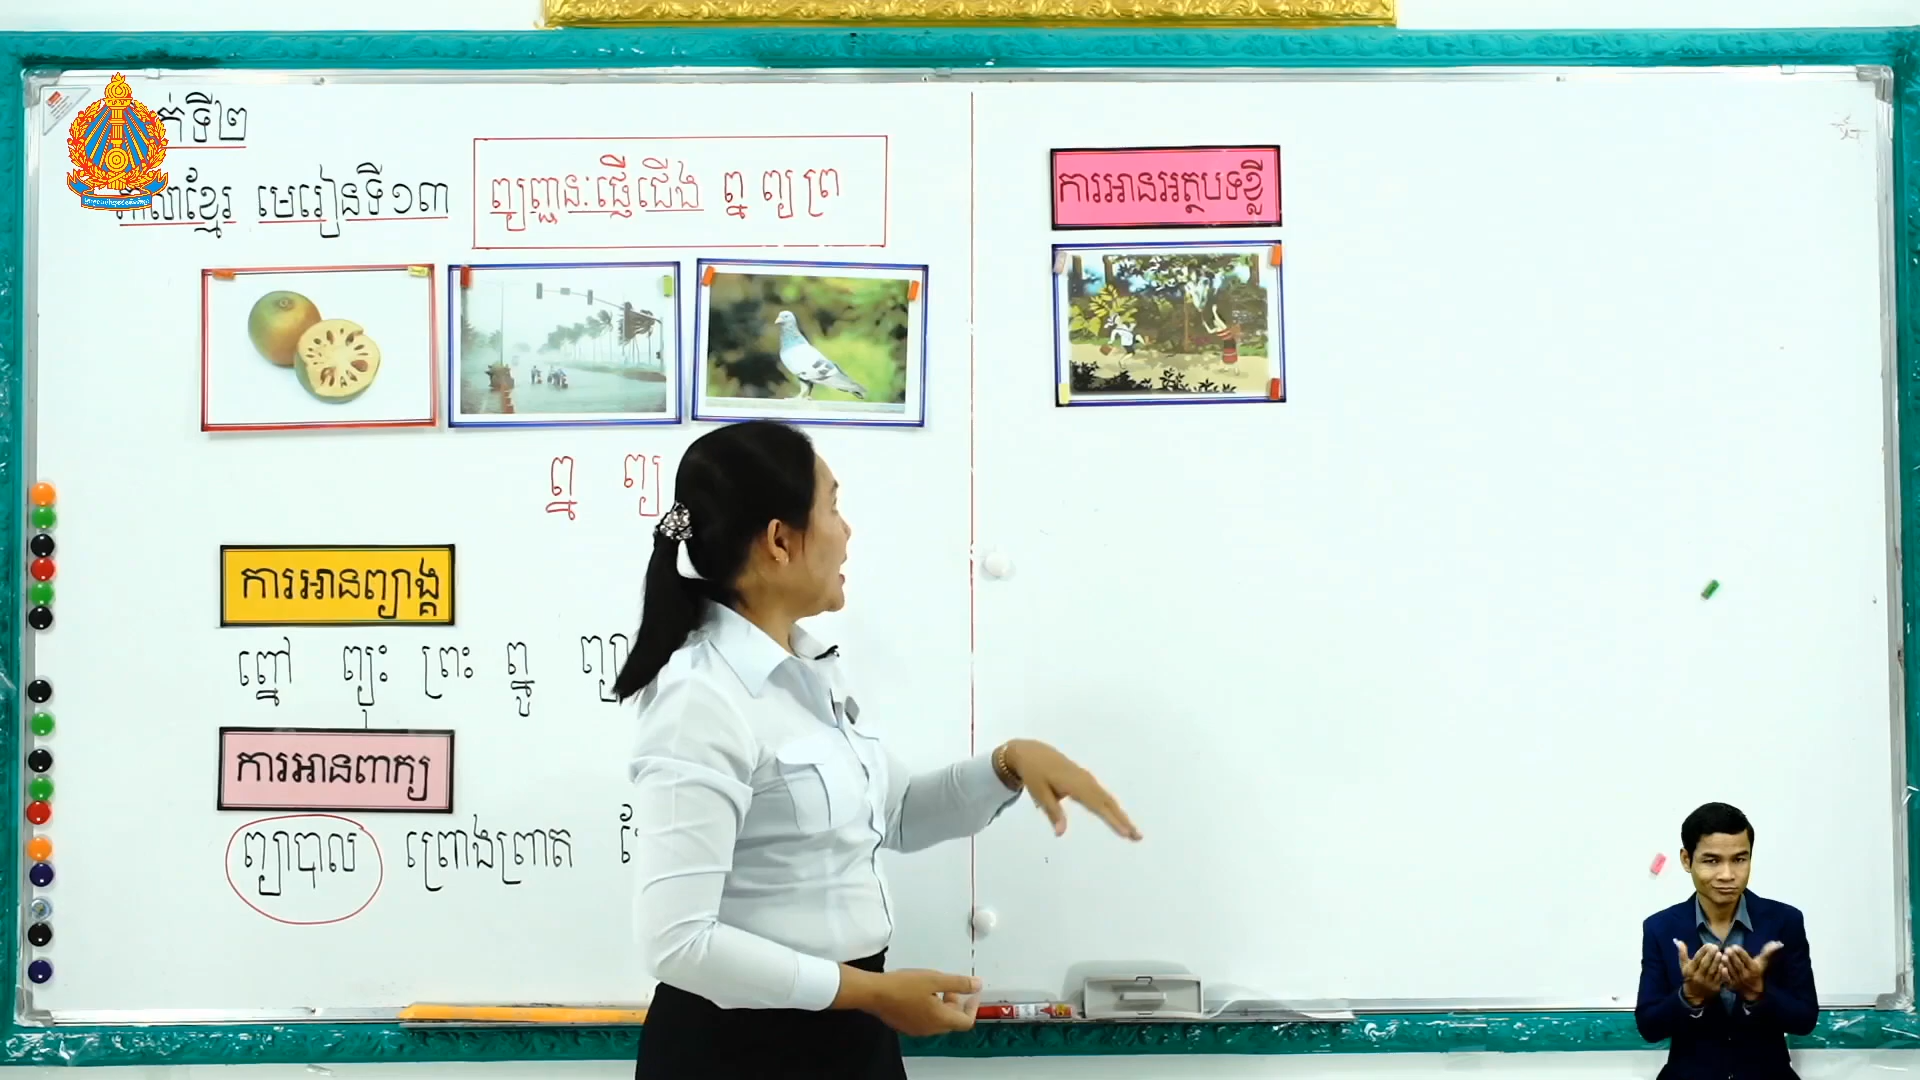 ថ្នាក់ទី២
ភាសាខ្មែរ មេរៀនទី១៣
ព្យញ្ជនៈផ្ញើជើង ព្ន ព្យ ព្រ
ការអានអត្ថបទខ្លី
ព្ន ព្យ
ការអានព្យាង្គ
ព្នៅ ព្យុះ ព្រះ ព្នូ ព្យា
ការអានពាក្យ
ព្យាបាល ព្រោងព្រាត